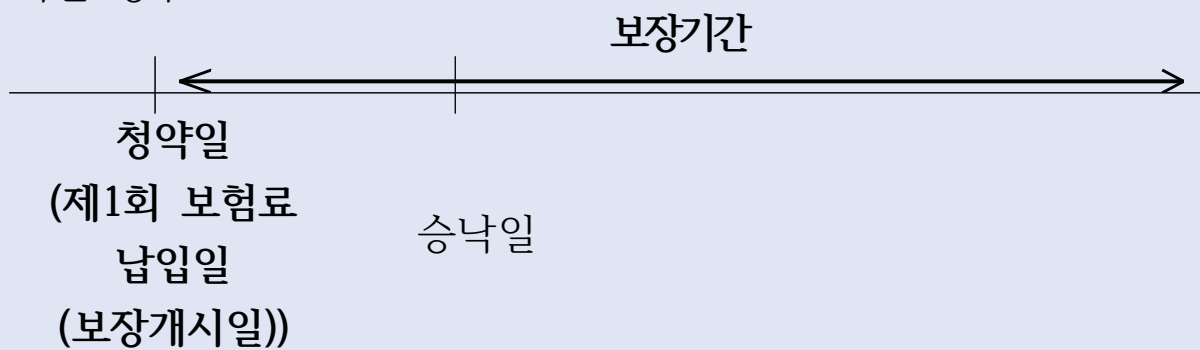 보장기간
청약일
(제1회 보험료
납입일
(보장개시일))
승낙일